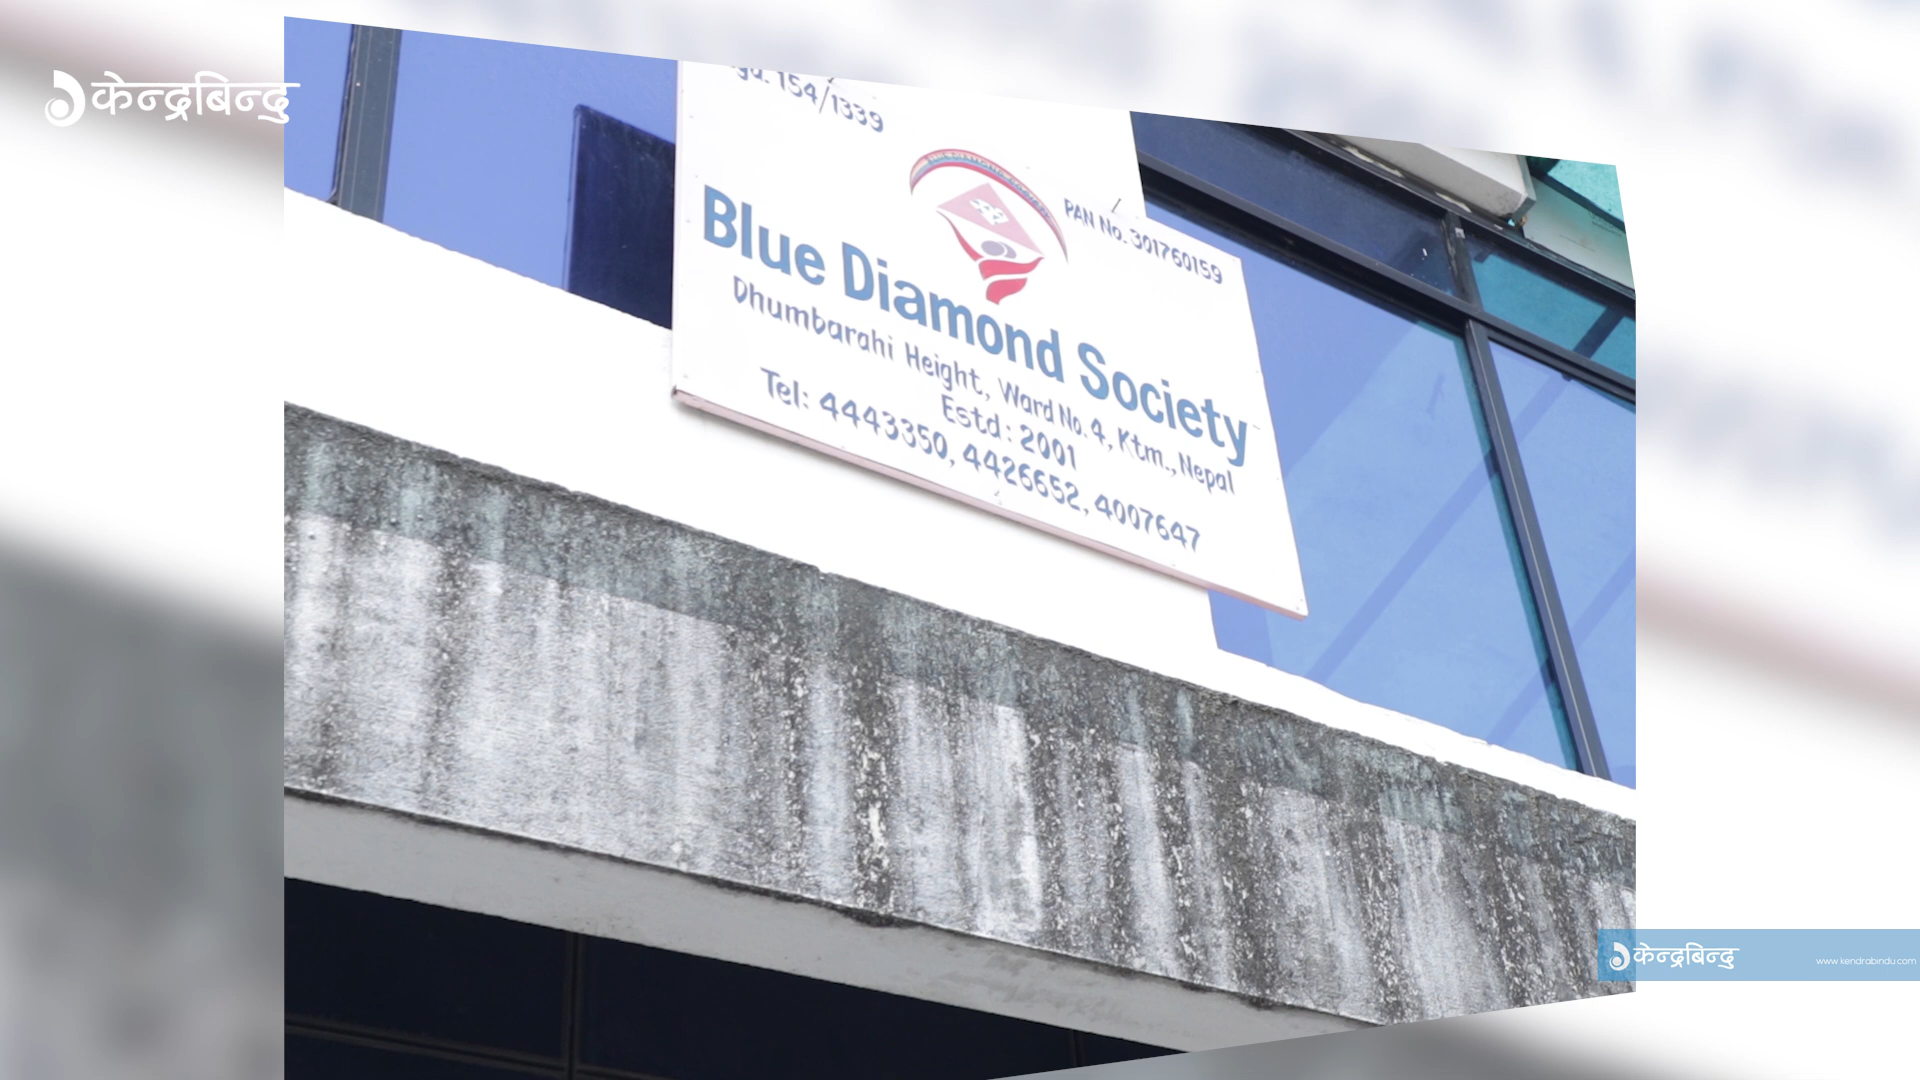 केन्द्रबिन्दु
154/1339
PAN No. 301760159
Blue Diamond Society
Dhumbarahi Height, Ward No. 4, Ktm., Nepal
Estd : 2001
Tel: 4443350, 4426652, 4007647
केन्द्रबिन्दु
www.kendrabindu.com